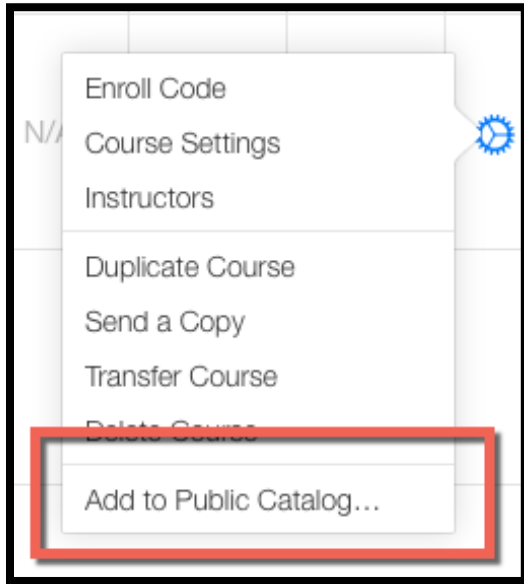 Enroll Code
N/A
Course Settings
Instructors
Duplicate Course
Send a Copy
Transfer Course
Delete Course
Add to Public Catalog...